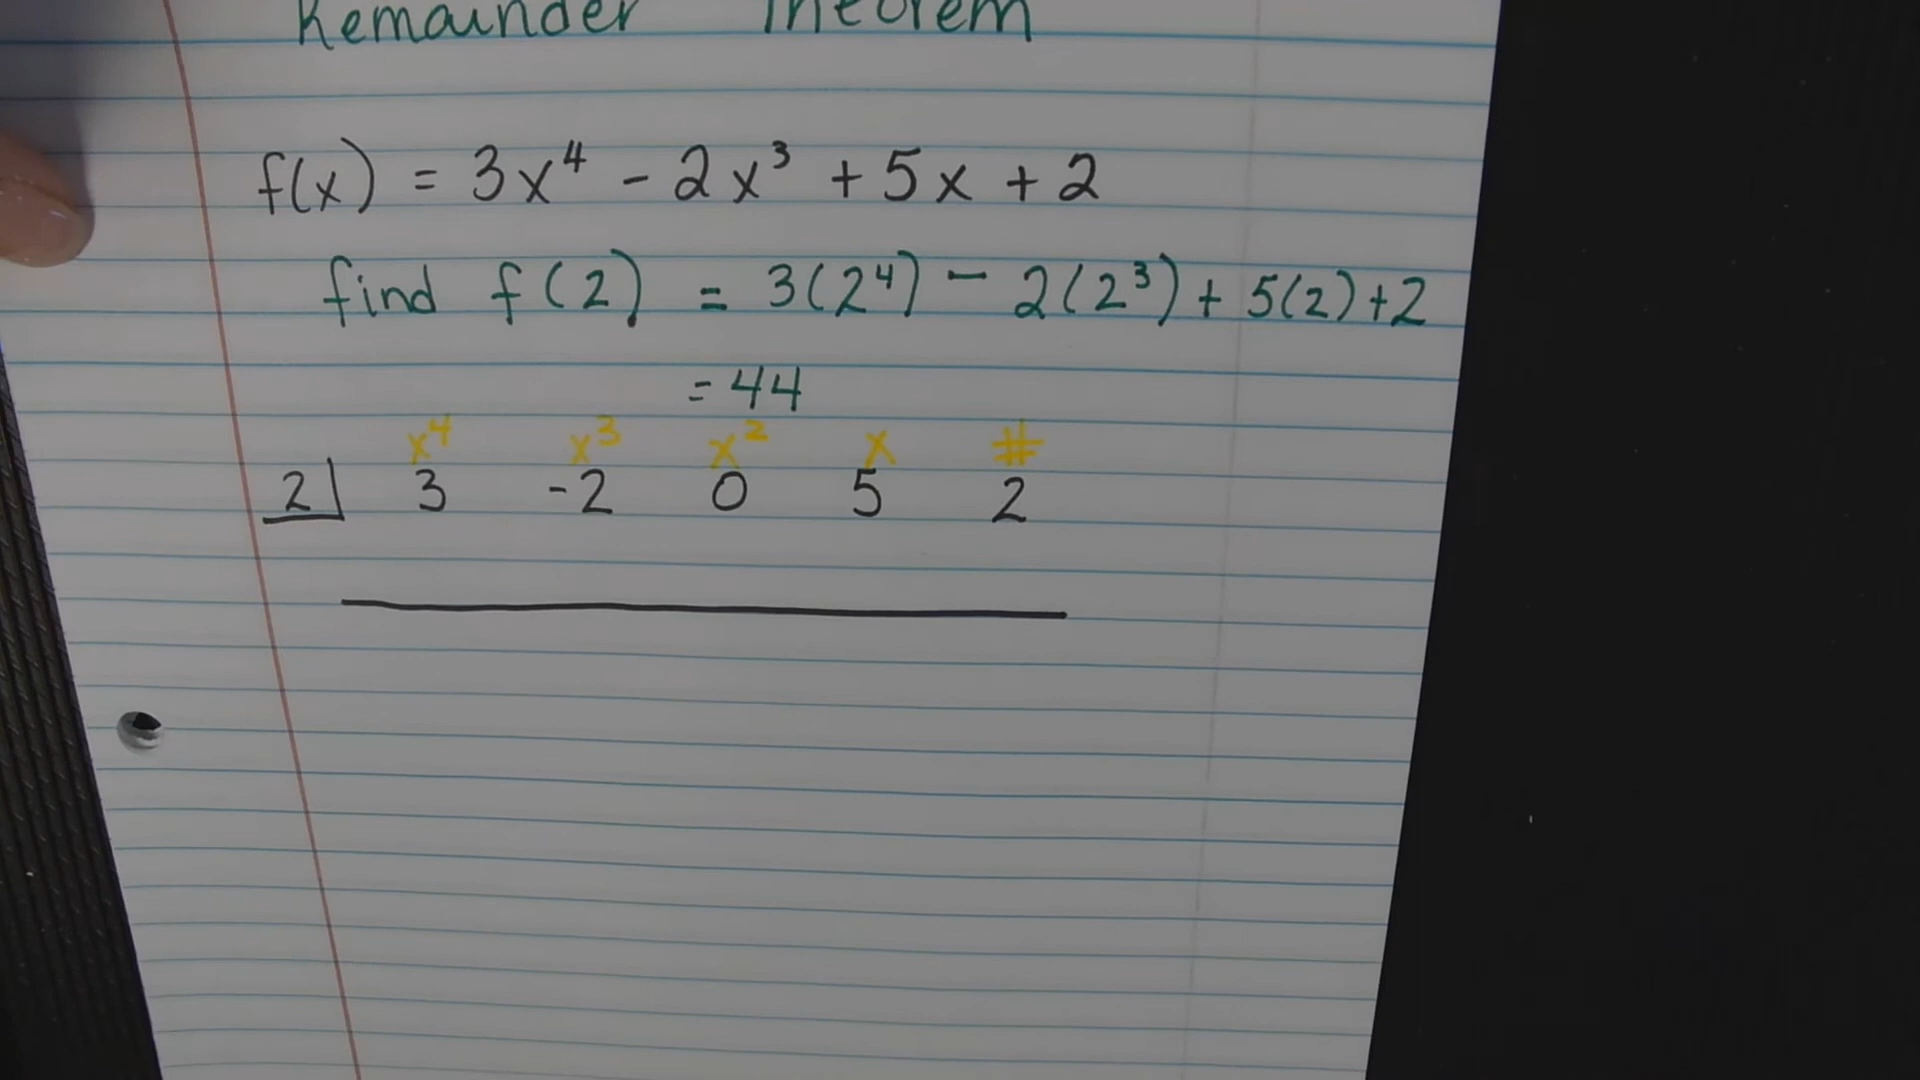 Remainder Theorem
f(x) = 3x⁴ - 2x³ + 5x + 2
find f(2) = 3(2⁴) - 2(2³) + 5(2) + 2
= 44
x⁴ x³ x² x #
2 3 -2 0 5 2